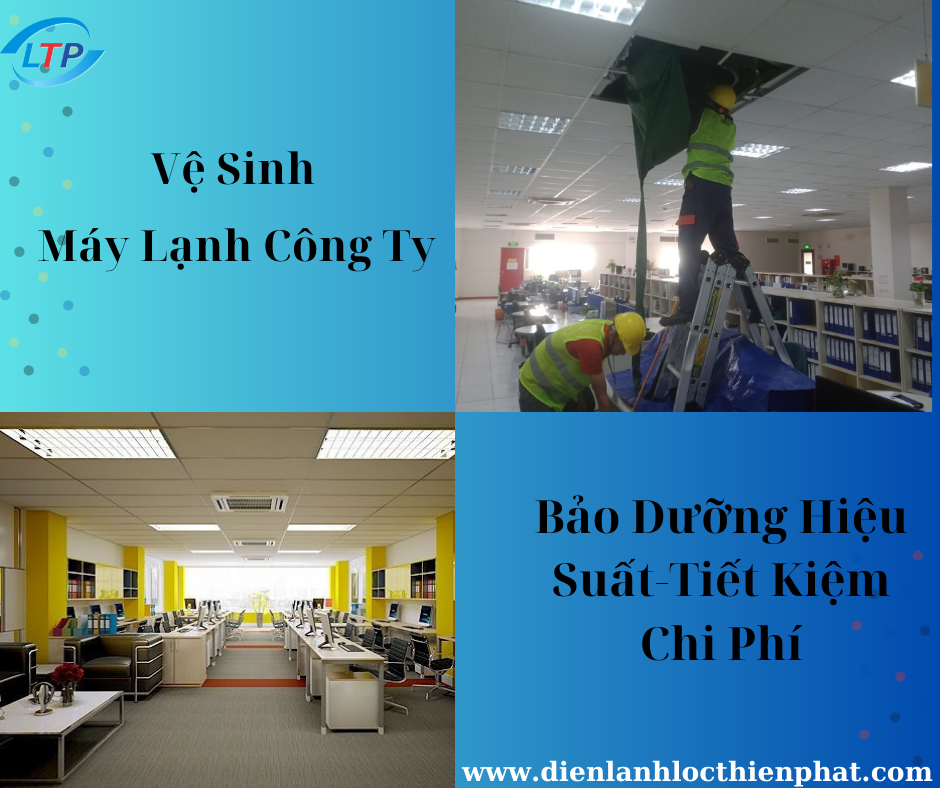 LTP
Vệ Sinh
Máy Lạnh Công Ty
Bảo Dưỡng Hiệu
Suất-Tiết Kiệm
Chi Phí
www.dienlanhlocthienphat.com